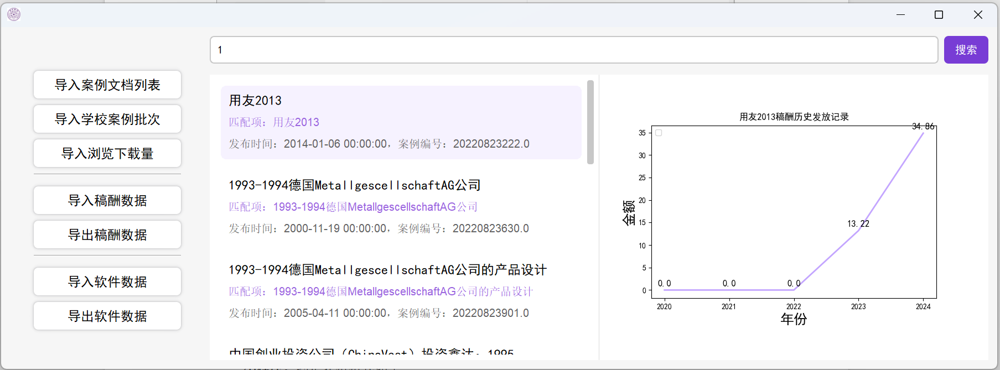 1
搜索
导入案例文档列表
导入学校案例批次
导入浏览下载量
导入稿酬数据
导出稿酬数据
导入软件数据
导出软件数据
用友2013
匹配项：用友2013
发布时间：2014-01-06 00:00:00，案例编号：20220823222.0
1993-1994德国MetallgescellschaftAG公司
匹配项：1993-1994德国MetallgescellschaftAG公司
发布时间：2000-11-19 00:00:00，案例编号：20220823630.0
1993-1994德国MetallgescellschaftAG公司的产品设计
匹配项：1993-1994德国MetallgescellschaftAG公司的产品设计
发布时间：2005-04-11 00:00:00，案例编号：20220823901.0
中国创业投资公司（ChinaVest）投资鑫达：1995
用友2013稿酬历史发放记录
34.86
35
30
25
20
15
10
5
0
金额
13.22
0.0
0.0
0.0
2020
2021
2022
2023
2024
年份